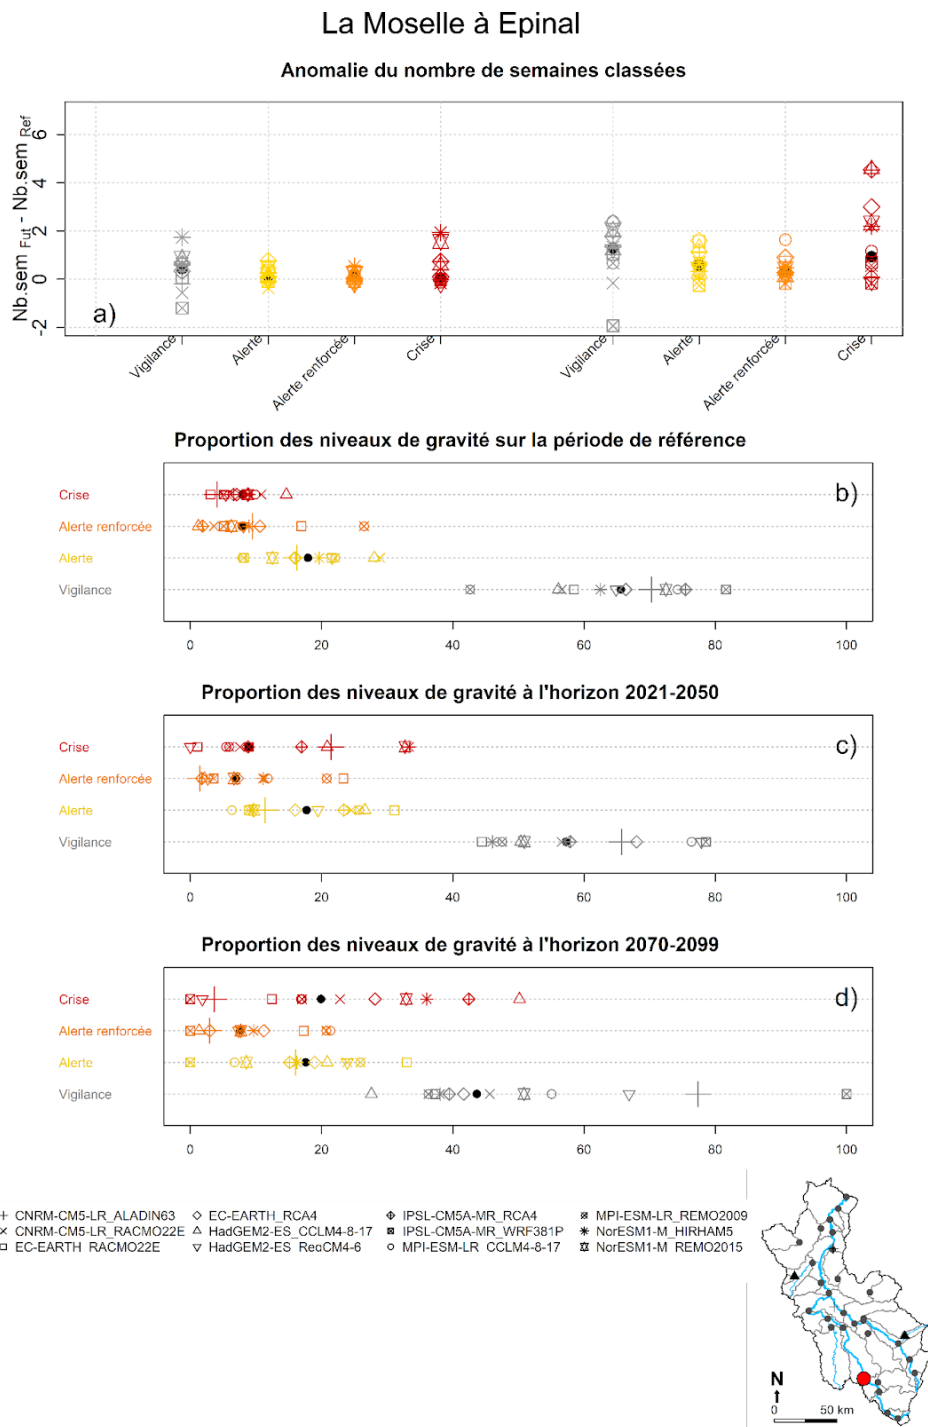 La Moselle à Epinal
Anomalie du nombre de semaines classées
Nb.sem Fut - Nb.sem Ref
6
4
2
0
-2
a)
Vigilance
Alerte
Alerte renforcée
Crise
Vigilance
Alerte
Alerte renforcée
Crise
Proportion des niveaux de gravité sur la période de référence
b)
Crise
Alerte renforcée
Alerte
Vigilance
0 20 40 60 80 100
Proportion des niveaux de gravité à l'horizon 2021-2050
c)
Crise
Alerte renforcée
Alerte
Vigilance
0 20 40 60 80 100
Proportion des niveaux de gravité à l'horizon 2070-2099
d)
Crise
Alerte renforcée
Alerte
Vigilance
0 20 40 60 80 100
CNRM-CM5-LR_ALADIN63 EC-EARTH_RCA4 IPSL-CM5A-MR_RCA4 MPI-ESM-LR_REMO2009
CNRM-CM5-LR_RACMO22E HadGEM2-ES_CCLM4-8-17 IPSL-CM5A-MR_WRF381P NorESM1-M_HIRHAM5
EC-EARTH_RACMO22E HadGEM2-ES_RegCM4-6 MPI-ESM-LR_CCLM4-8-17 NorESM1-M_REMO2015
N
0 50 km